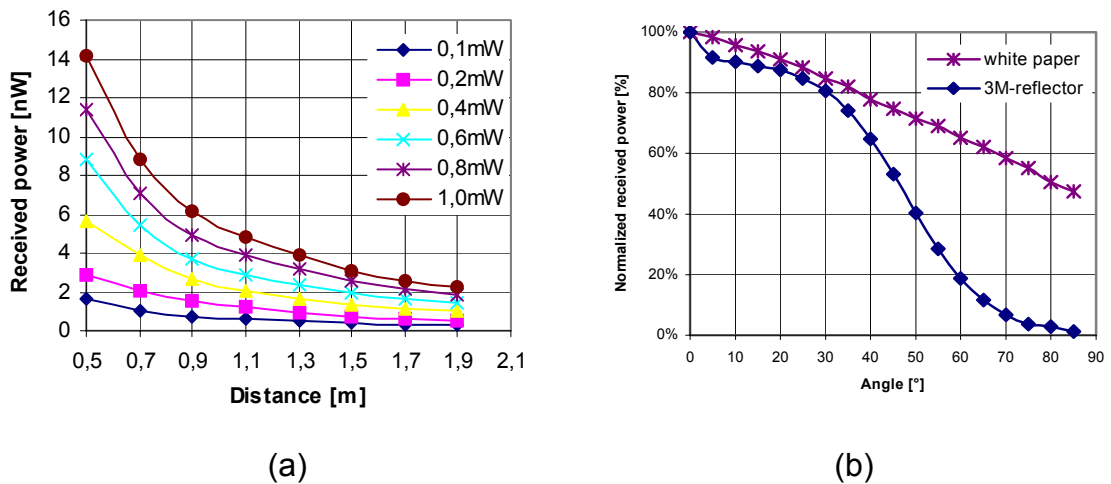 16
14
12
10
8
6
4
2
0
Received power [nW]
0,1mW
0,2mW
0,4mW
0,6mW
0,8mW
1,0mW
0,5 0,7 0,9 1,1 1,3 1,5 1,7 1,9 2,1
Distance [m]
(a)
100%
80%
60%
40%
20%
0%
Normalized received power [%]
white paper
3M-reflector
0 10 20 30 40 50 60 70 80 90
Angle [°]
(b)